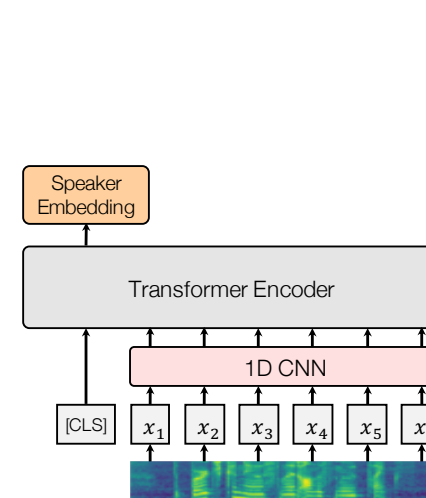 Speaker
Embedding
Transformer Encoder
1D CNN
[CLS] x₁ x₂ x₃ x₄ x₅ x